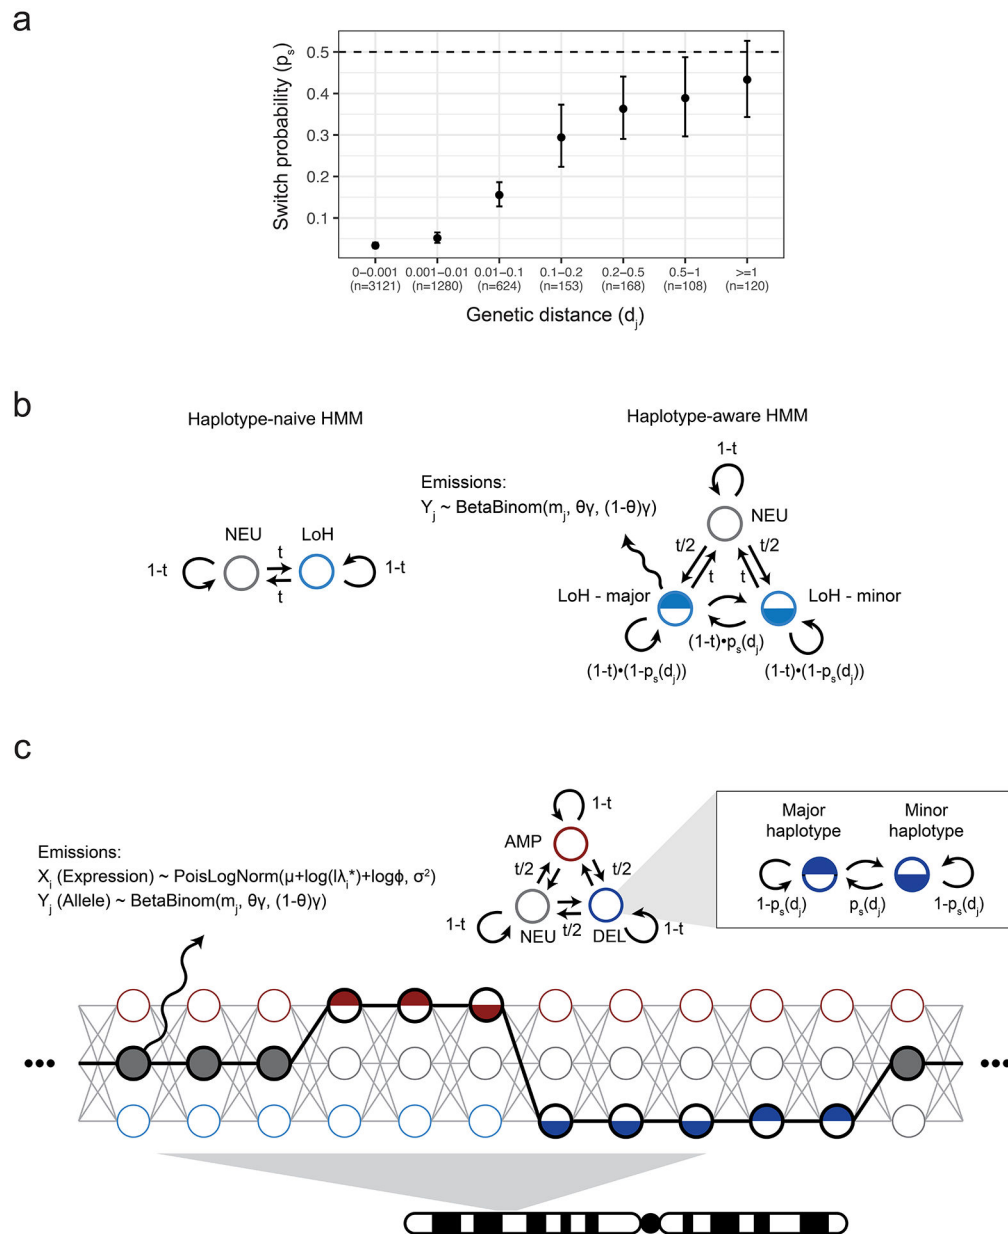 a
Switch probability (pₛ)
0.5
0.4
0.3
0.2
0.1
0−0.001 0.001−0.01 0.01−0.1 0.1−0.2 0.2−0.5 0.5−1 >=1
(n=3121) (n=1280) (n=624) (n=153) (n=168) (n=108) (n=120)
Genetic distance (dⱼ)
b
Haplotype-naive HMM
Haplotype-aware HMM
1-t
Emissions:
Yⱼ ~ BetaBinom(mⱼ, θγ, (1-θ)γ)
NEU
NEU LoH
t
1-t 1-t
t
t/2 t/2
t t
LoH - major LoH - minor
(1-t)•pₛ(dⱼ)
(1-t)•(1-pₛ(dⱼ)) (1-t)•(1-pₛ(dⱼ))
c
Emissions:
Xᵢ (Expression) ~ PoisLogNorm(μ+log(lλᵢ*)+logϕ, σ²)
Yⱼ (Allele) ~ BetaBinom(mⱼ, θγ, (1-θ)γ)
1-t
AMP
t/2 t/2
1-t NEU t/2 DEL 1-t
Major haplotype
Minor haplotype
1-pₛ(dⱼ) pₛ(dⱼ) 1-pₛ(dⱼ)
••• •••